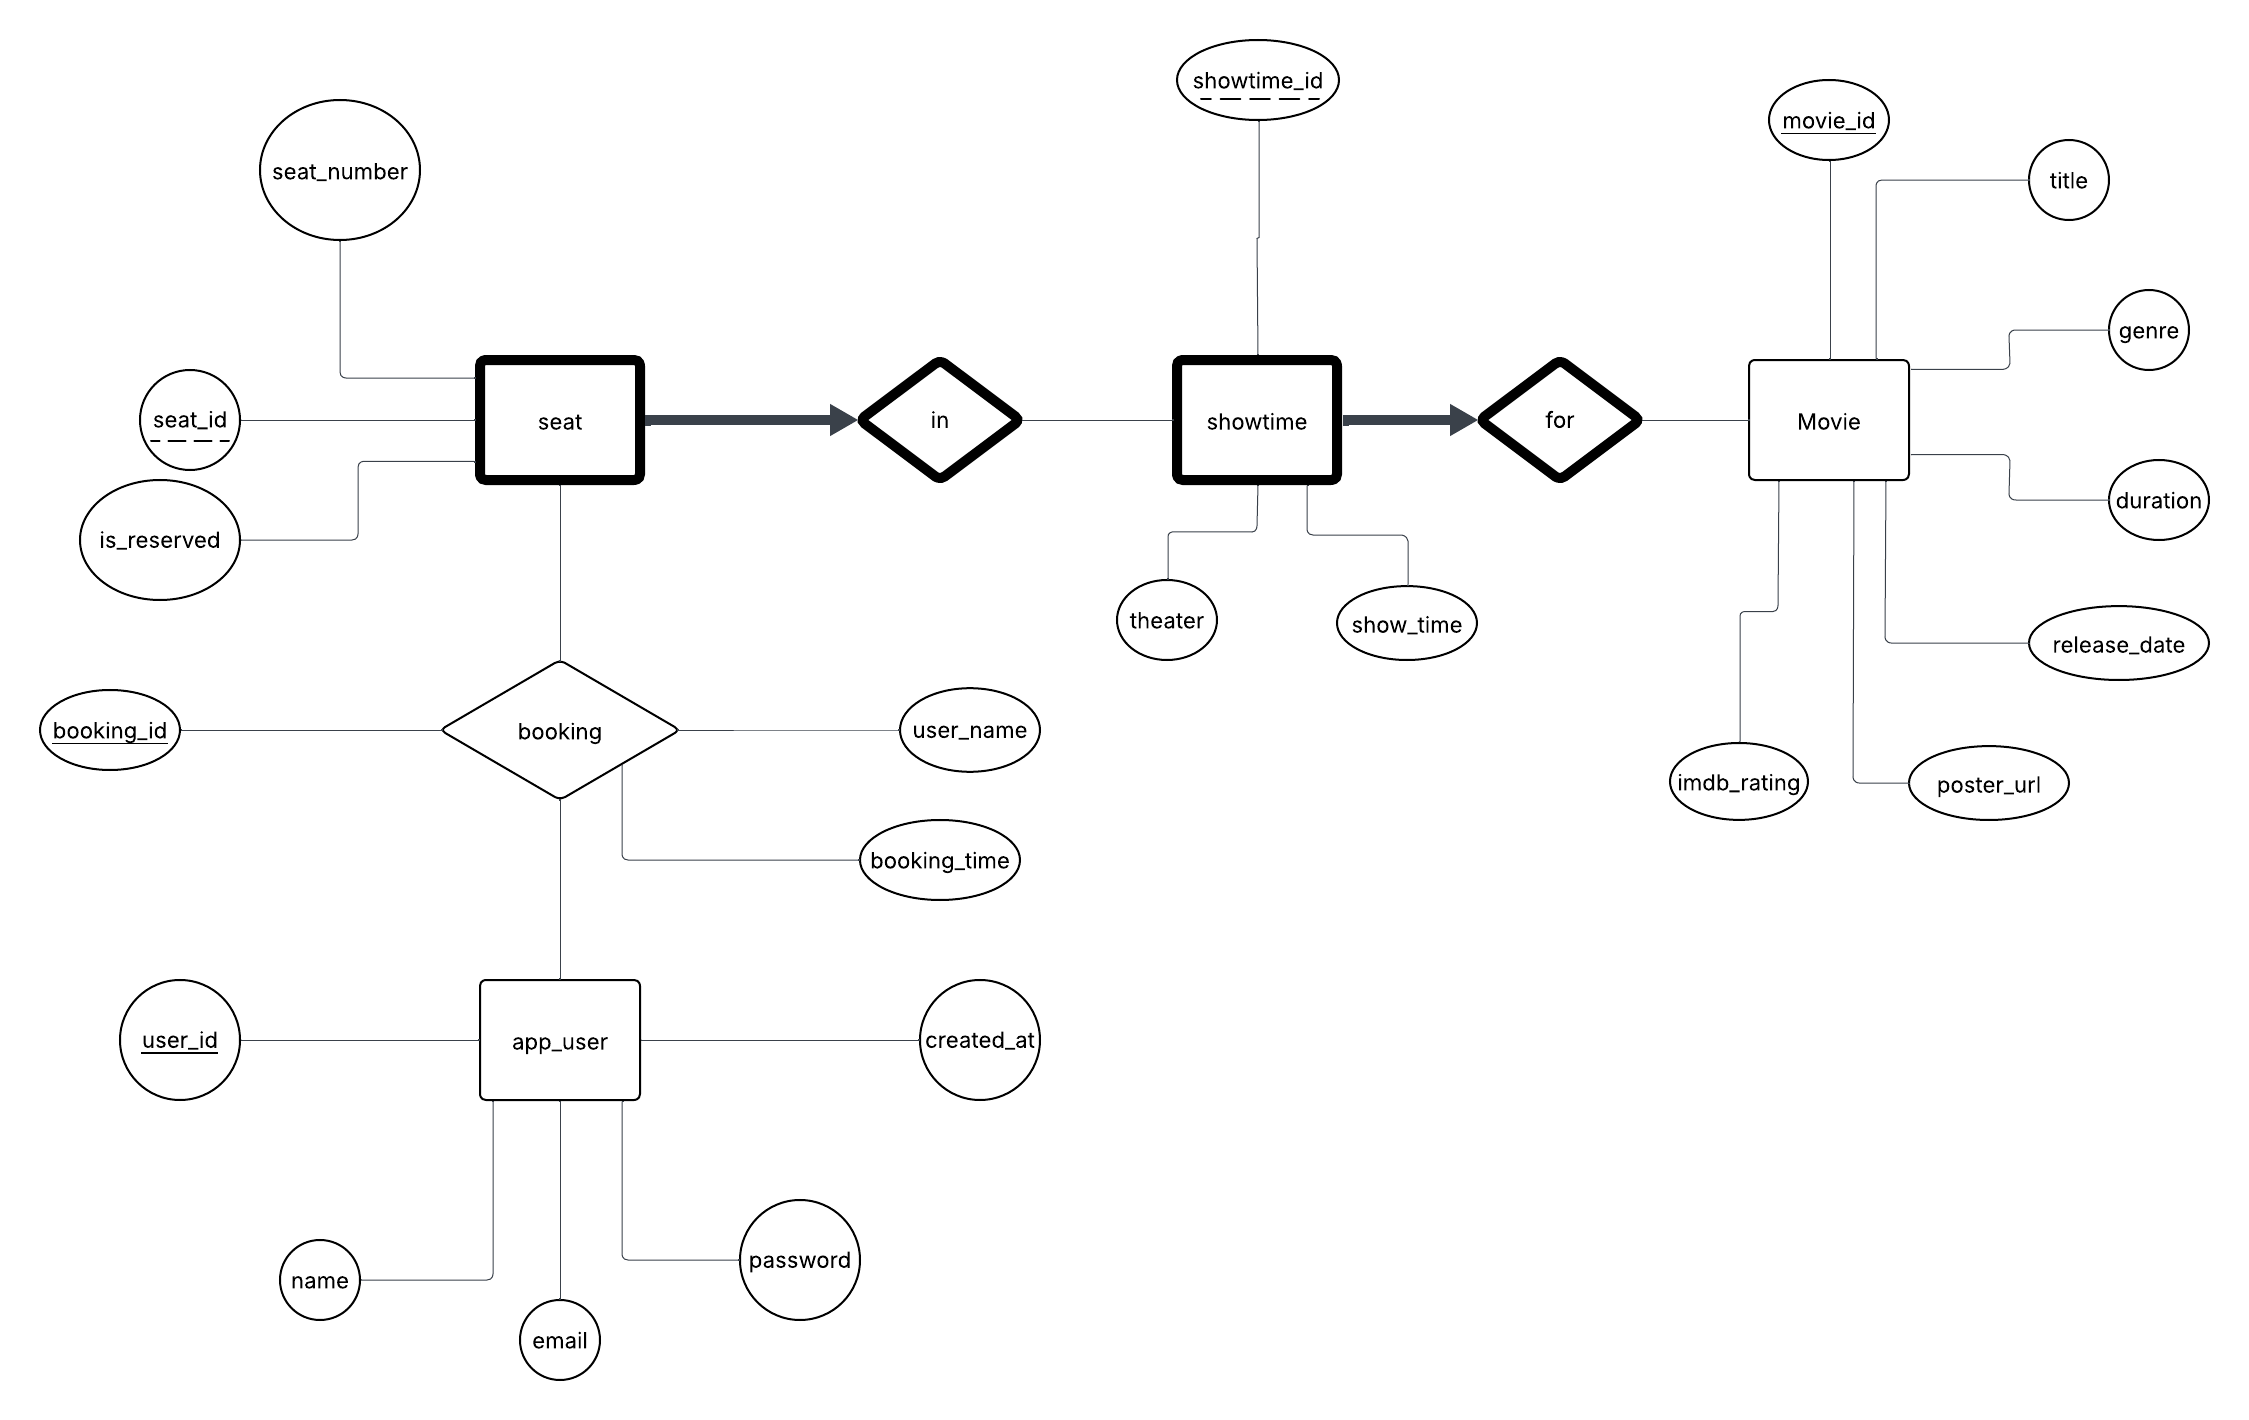 showtime_id
movie_id
seat_number
title
genre
seat_id
seat
in
showtime
for
Movie
duration
is_reserved
theater
show_time
release_date
booking_id
booking
user_name
imdb_rating
poster_url
booking_time
user_id
app_user
created_at
name
password
email